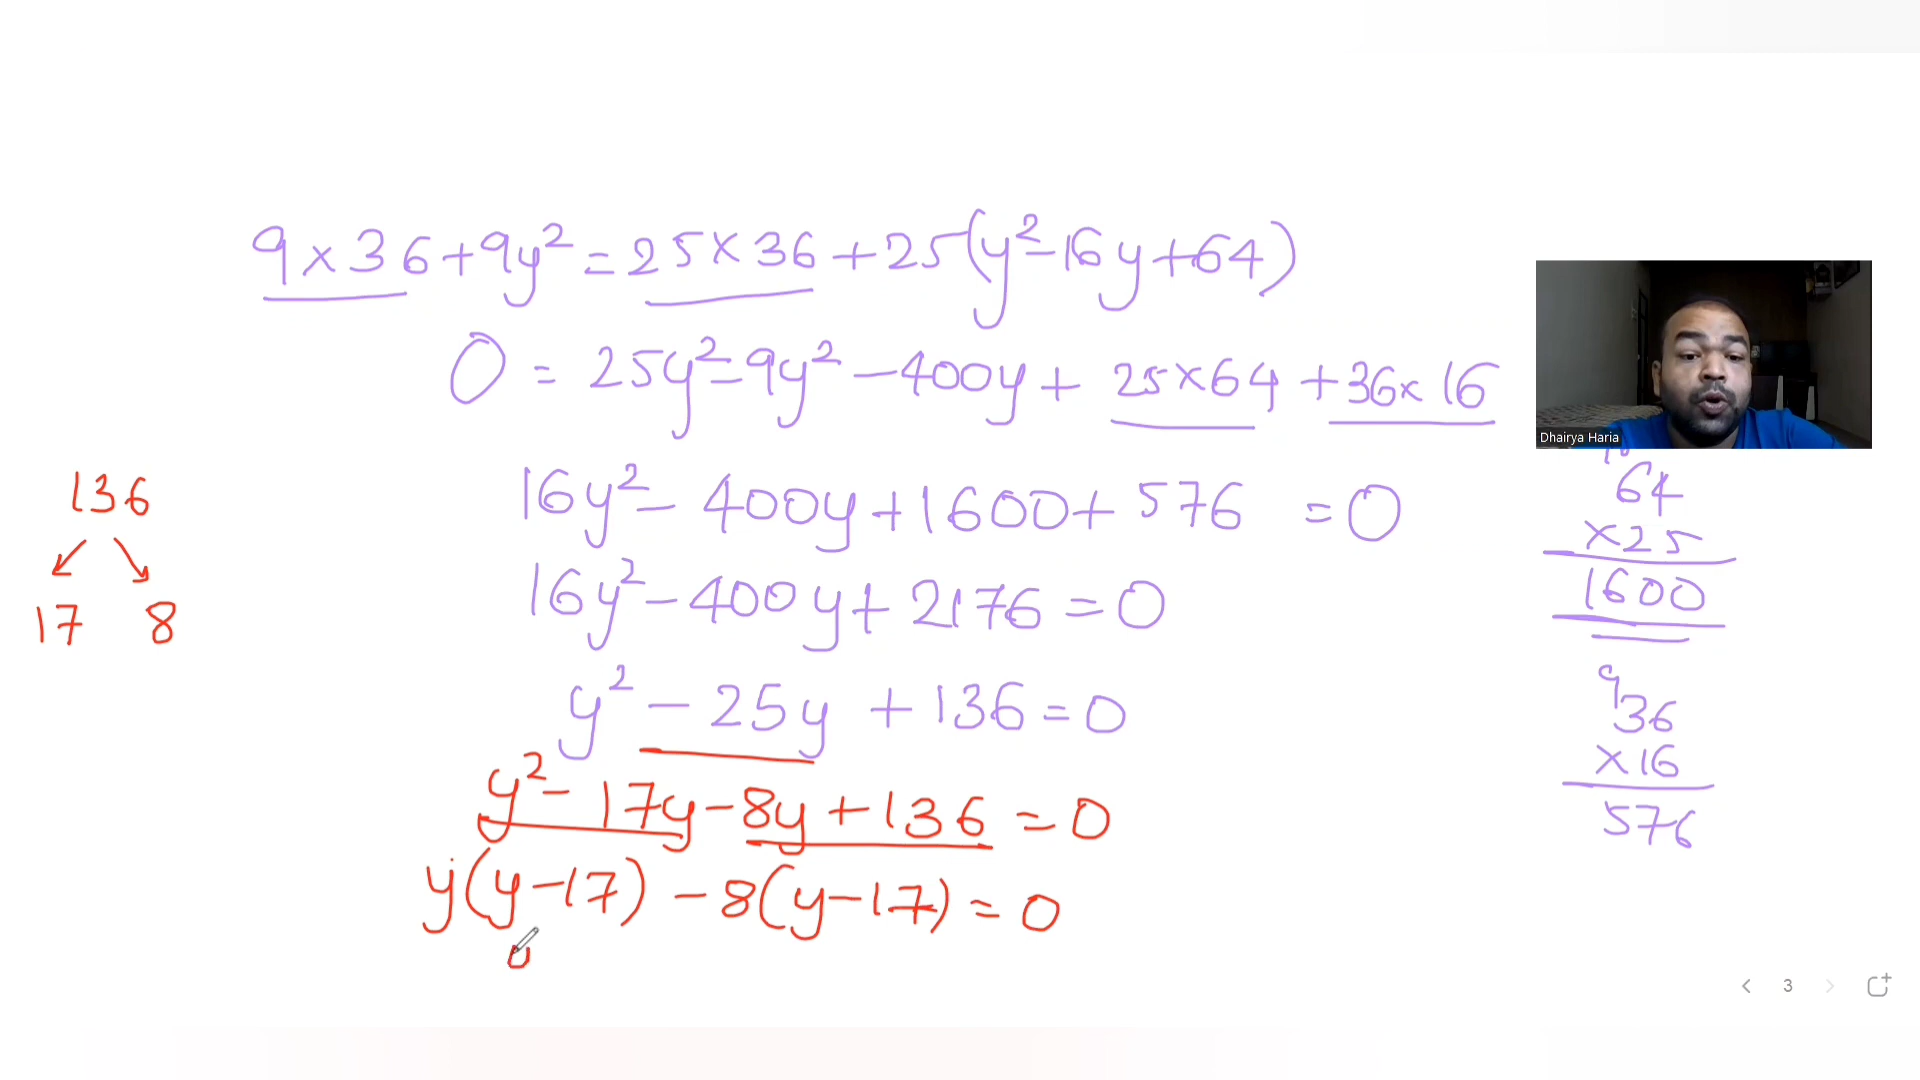 9 × 36 + 9y² = 25 × 36 + 25(y² - 16y + 64)
0 = 25y² - 9y² - 400y + 25 × 64 + 36 × 16
16y² - 400y + 1600 + 576 = 0
16y² - 400y + 2176 = 0
y² - 25y + 136 = 0
y² - 17y - 8y + 136 = 0
y(y - 17) - 8(y - 17) = 0
136
17 8
Dhairya Haria
64
× 25
1600
9
36
× 16
576
3